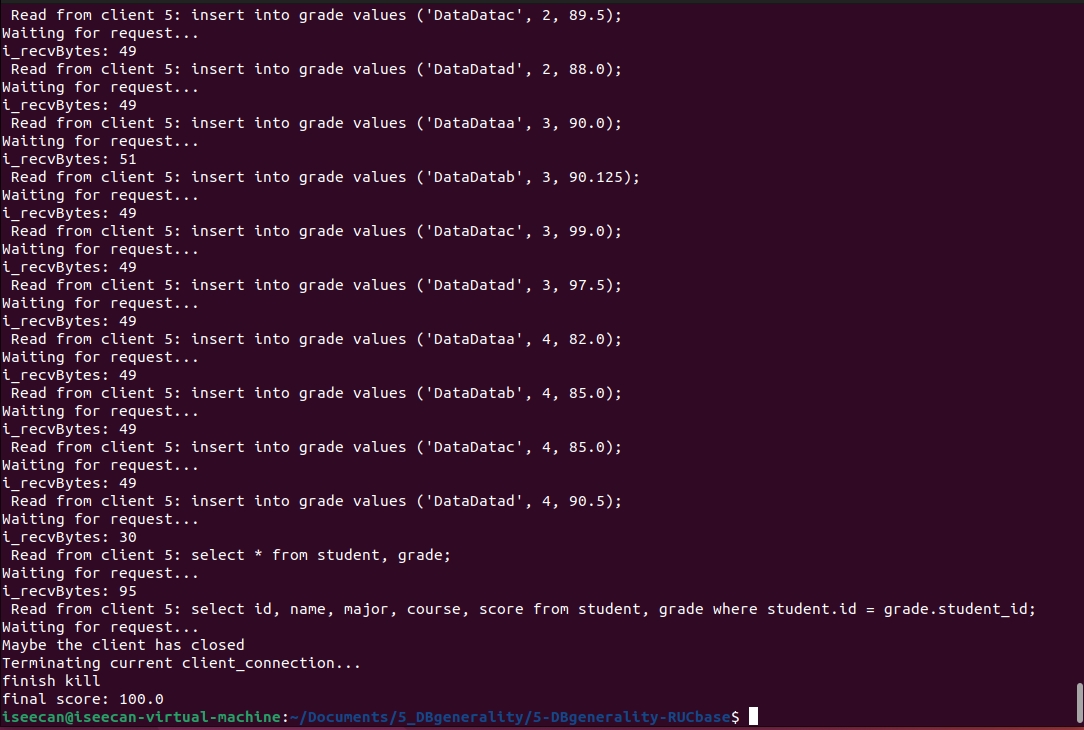 Read from client 5: insert into grade values ('DataDatac', 2, 89.5);
Waiting for request...
i_recvBytes: 49
Read from client 5: insert into grade values ('DataDatad', 2, 88.0);
Waiting for request...
i_recvBytes: 49
Read from client 5: insert into grade values ('DataDataa', 3, 90.0);
Waiting for request...
i_recvBytes: 51
Read from client 5: insert into grade values ('DataDatab', 3, 90.125);
Waiting for request...
i_recvBytes: 49
Read from client 5: insert into grade values ('DataDatac', 3, 99.0);
Waiting for request...
i_recvBytes: 49
Read from client 5: insert into grade values ('DataDatad', 3, 97.5);
Waiting for request...
i_recvBytes: 49
Read from client 5: insert into grade values ('DataDataa', 4, 82.0);
Waiting for request...
i_recvBytes: 49
Read from client 5: insert into grade values ('DataDatab', 4, 85.0);
Waiting for request...
i_recvBytes: 49
Read from client 5: insert into grade values ('DataDatac', 4, 85.0);
Waiting for request...
i_recvBytes: 49
Read from client 5: insert into grade values ('DataDatad', 4, 90.5);
Waiting for request...
i_recvBytes: 30
Read from client 5: select * from student, grade;
Waiting for request...
i_recvBytes: 95
Read from client 5: select id, name, major, course, score from student, grade where student.id = grade.student_id;
Waiting for request...
Maybe the client has closed
Terminating current client_connection...
finish kill
final score: 100.0
iseecan@iseecan-virtual-machine:~/Documents/5_DBgenerality/5-DBgenerality-RUCbase$